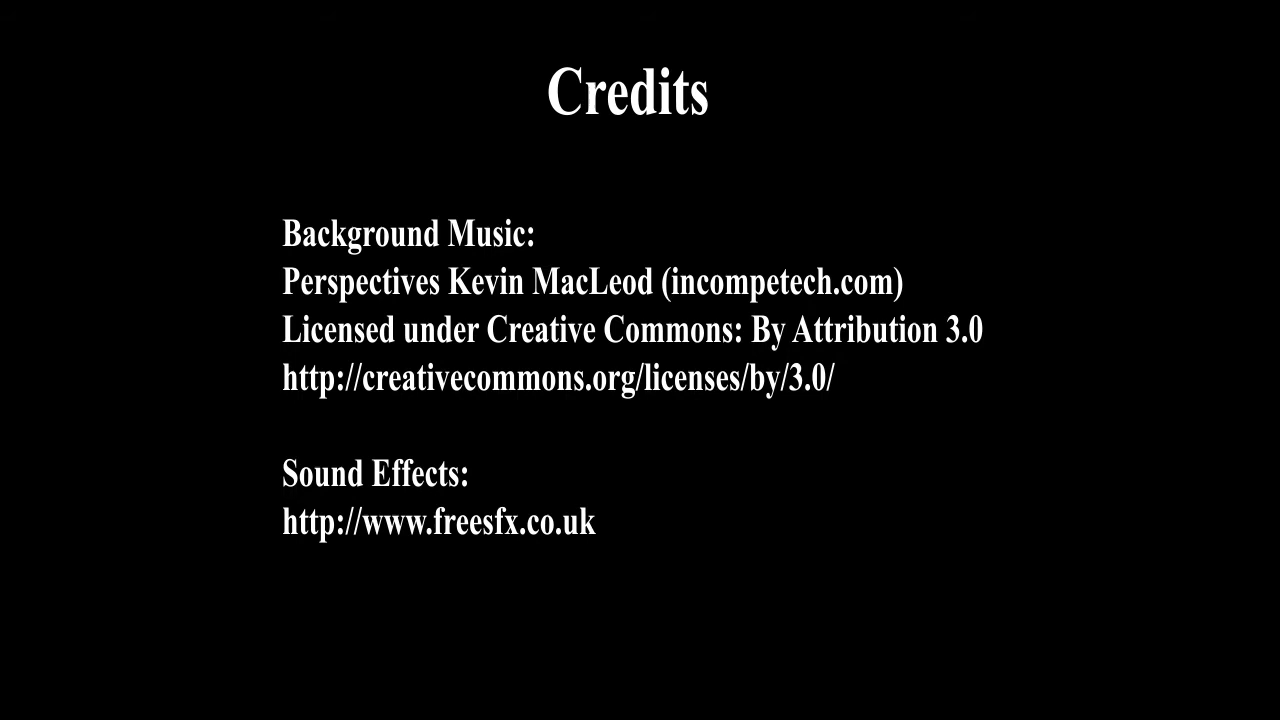 Credits
Background Music:
Perspectives Kevin MacLeod (incompetech.com)
Licensed under Creative Commons: By Attribution 3.0
http://creativecommons.org/licenses/by/3.0/
Sound Effects:
http://www.freesfx.co.uk